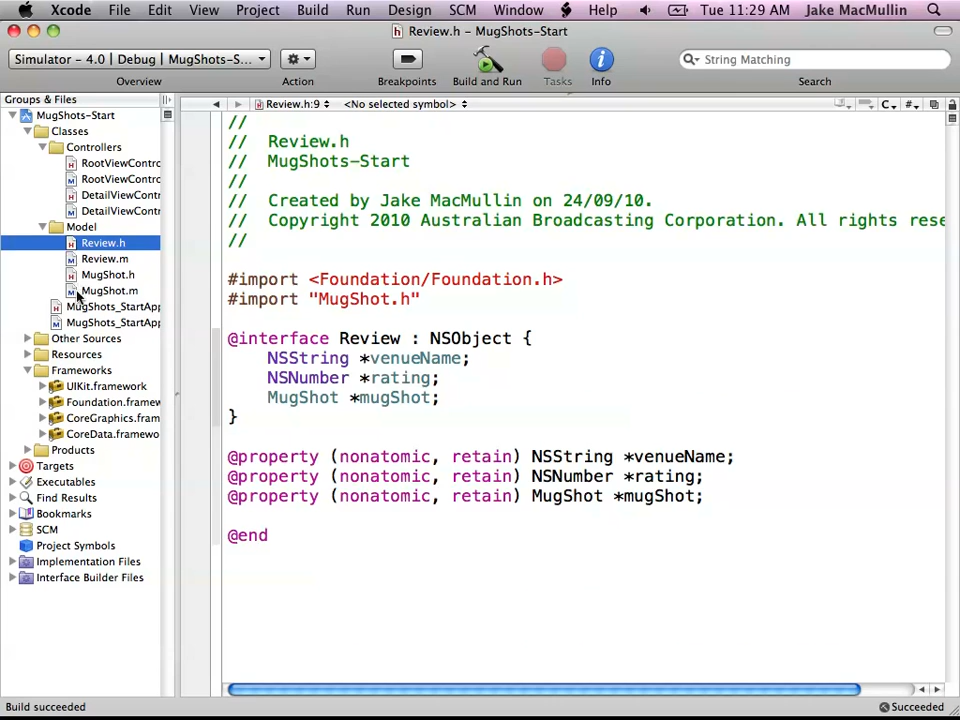 Xcode File Edit View Project Build Run Design SCM Window Help Tue 11:29 AM Jake MacMullin
Review.h – MugShots-Start
Simulator - 4.0 | Debug | MugShots-S...
String Matching
Overview Action Breakpoints Build and Run Tasks Info Search
Groups & Files
Review.h:9 <No selected symbol> C, #,
MugShots-Start
Classes
Controllers
RootViewContro
RootViewContro
DetailViewContr
DetailViewContr
Model
Review.h
Review.m
MugShot.h
MugShot.m
MugShots_StartApp
MugShots_StartApp
Other Sources
Resources
Frameworks
UIKit.framework
Foundation.framew
CoreGraphics.fram
CoreData.framewo
Products
Targets
Executables
Find Results
Bookmarks
SCM
Project Symbols
Implementation Files
Interface Builder Files
//
// Review.h
// MugShots-Start
//
// Created by Jake MacMullin on 24/09/10.
// Copyright 2010 Australian Broadcasting Corporation. All rights rese
//
#import <Foundation/Foundation.h>
#import "MugShot.h"
@interface Review : NSObject {
NSString *venueName;
NSNumber *rating;
MugShot *mugShot;
}
@property (nonatomic, retain) NSString *venueName;
@property (nonatomic, retain) NSNumber *rating;
@property (nonatomic, retain) MugShot *mugShot;
@end
Build succeeded
Succeeded